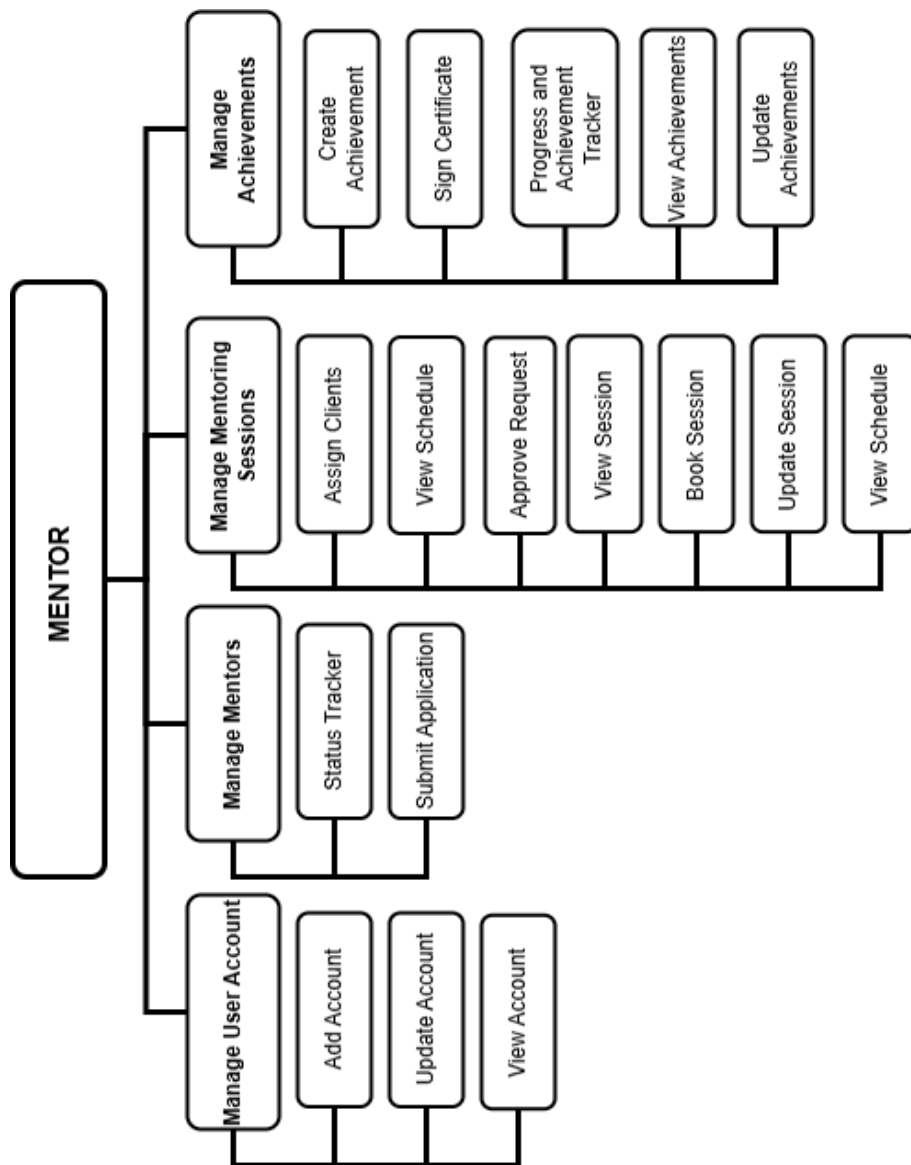 MENTOR
Manage User Account
Add Account
Update Account
View Account
Manage Mentors
Status Tracker
Submit Application
Manage Mentoring
Sessions
Assign Clients
View Schedule
Approve Request
View Session
Book Session
Update Session
View Schedule
Manage
Achievements
Create
Achievement
Sign Certificate
Progress and
Achievement
Tracker
View Achievements
Update
Achievements